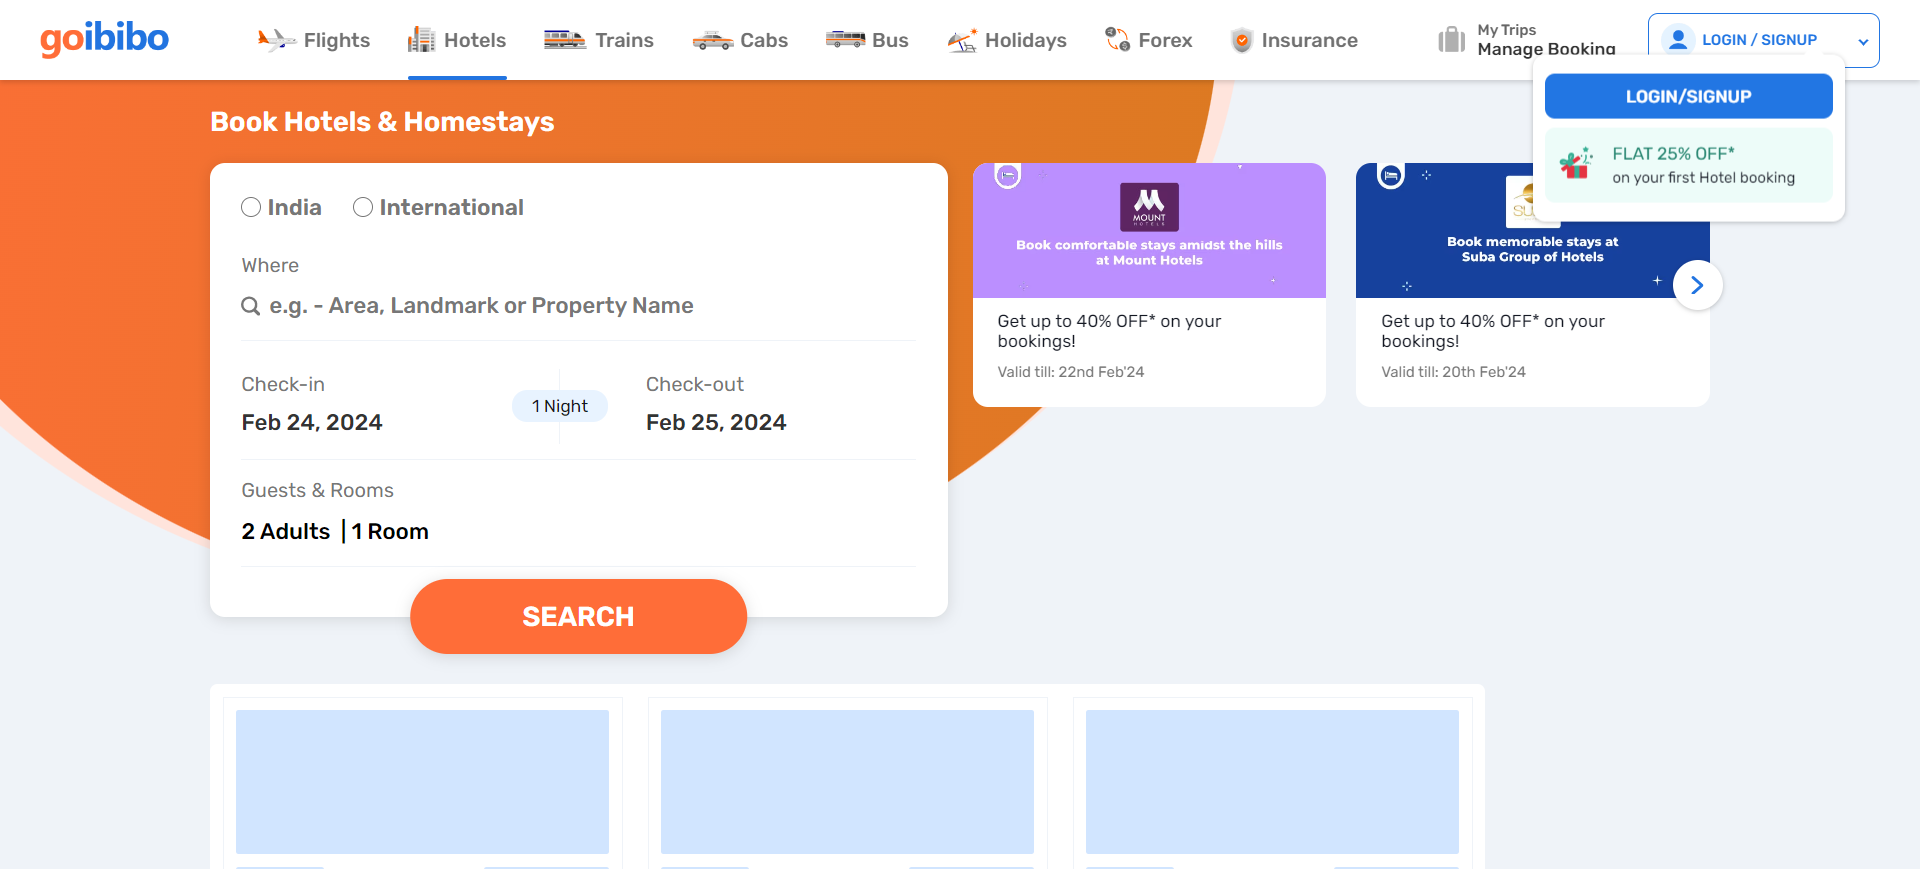 goibibo
Flights
Hotels
Trains
Cabs
Bus
Holidays
Forex
Insurance
My Trips
Manage Booking
LOGIN / SIGNUP
LOGIN/SIGNUP
FLAT 25% OFF*
on your first Hotel booking
Book Hotels & Homestays
India
International
Where
e.g. - Area, Landmark or Property Name
Check-in
Feb 24, 2024
1 Night
Check-out
Feb 25, 2024
Guests & Rooms
2 Adults | 1 Room
SEARCH
MOUNT
HOTELS
Book comfortable stays amidst the hills
at Mount Hotels
Get up to 40% OFF* on your
bookings!
Valid till: 22nd Feb'24
Book memorable stays at
Suba Group of Hotels
Get up to 40% OFF* on your
bookings!
Valid till: 20th Feb'24